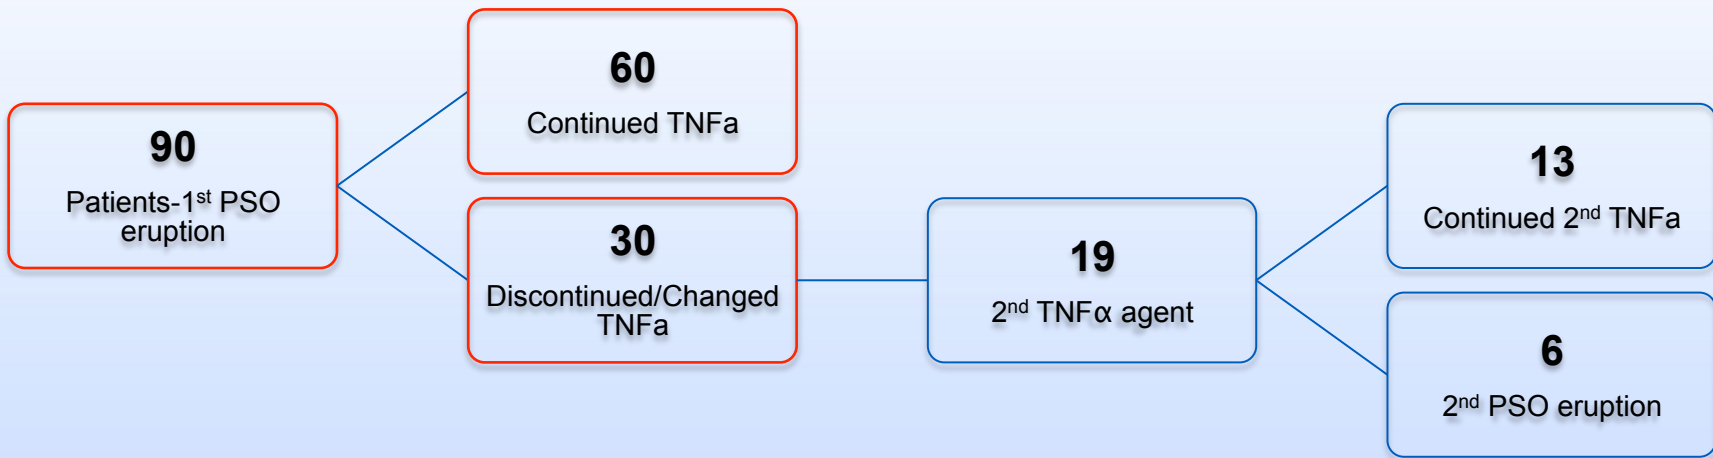 90
Patients-1st PSO
eruption
60
Continued TNFa
30
Discontinued/Changed
TNFa
19
2nd TNFα agent
13
Continued 2nd TNFa
6
2nd PSO eruption